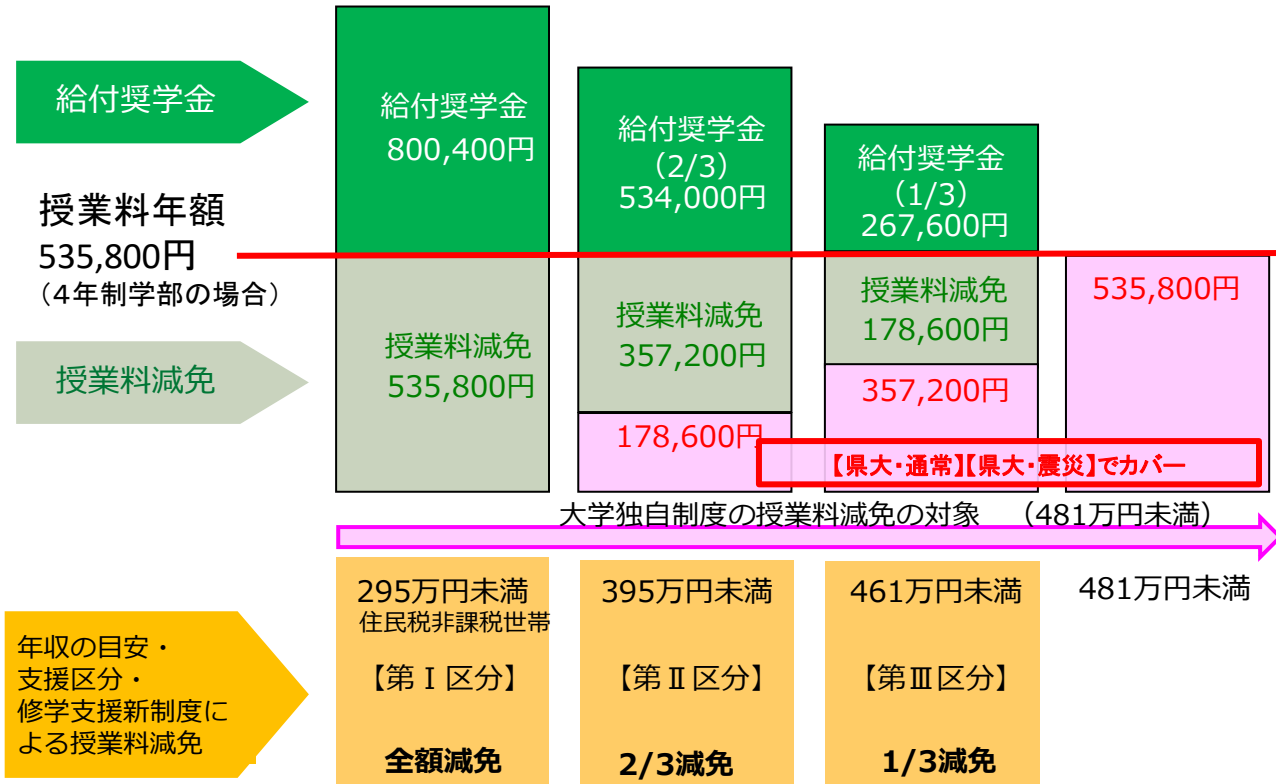 給付奨学金
授業料年額
535,800円
（4年制学部の場合）
授業料減免
給付奨学金
800,400円
授業料減免
535,800円
給付奨学金
（2/3）
534,000円
授業料減免
357,200円
178,600円
給付奨学金
（1/3）
267,600円
授業料減免
178,600円
357,200円
535,800円
【県大・通常】【県大・震災】でカバー
大学独自制度の授業料減免の対象　（481万円未満）
年収の目安・
支援区分・
修学支援新制度に
よる授業料減免
295万円未満
住民税非課税世帯
【第Ⅰ区分】
全額減免
395万円未満
【第Ⅱ区分】
2/3減免
461万円未満
【第Ⅲ区分】
1/3減免
481万円未満